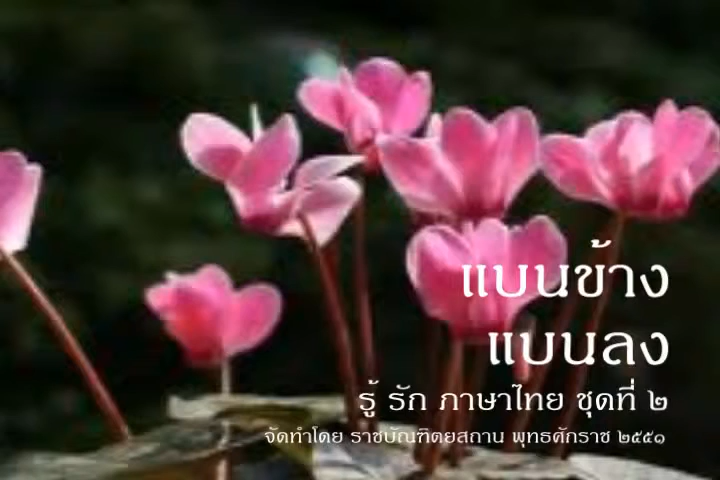 แบนข้าง
แบนลง
รู้ รัก ภาษาไทย ชุดที่ ๒
จัดทำโดย ราชบัณฑิตยสถาน พุทธศักราช ๒๕๕๑